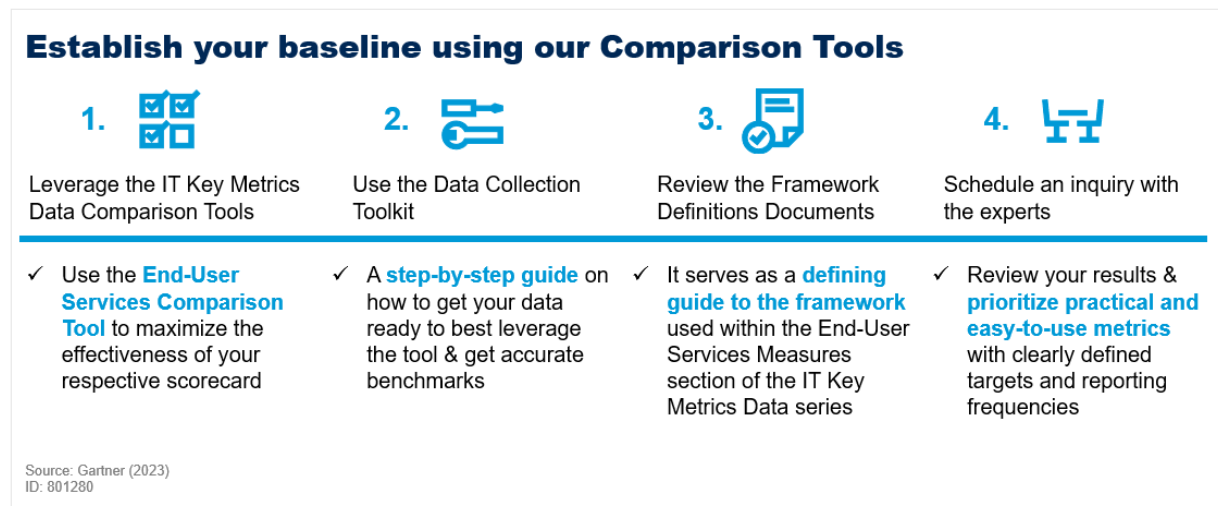 Establish your baseline using our Comparison Tools
1.
Leverage the IT Key Metrics
Data Comparison Tools
2.
Use the Data Collection
Toolkit
3.
Review the Framework
Definitions Documents
4.
Schedule an inquiry with
the experts
✓ Use the End-User
Services Comparison
Tool to maximize the
effectiveness of your
respective scorecard
✓ A step-by-step guide on
how to get your data
ready to best leverage
the tool & get accurate
benchmarks
✓ It serves as a defining
guide to the framework
used within the End-User
Services Measures
section of the IT Key
Metrics Data series
✓ Review your results &
prioritize practical and
easy-to-use metrics
with clearly defined
targets and reporting
frequencies
Source: Gartner (2023)
ID: 801280